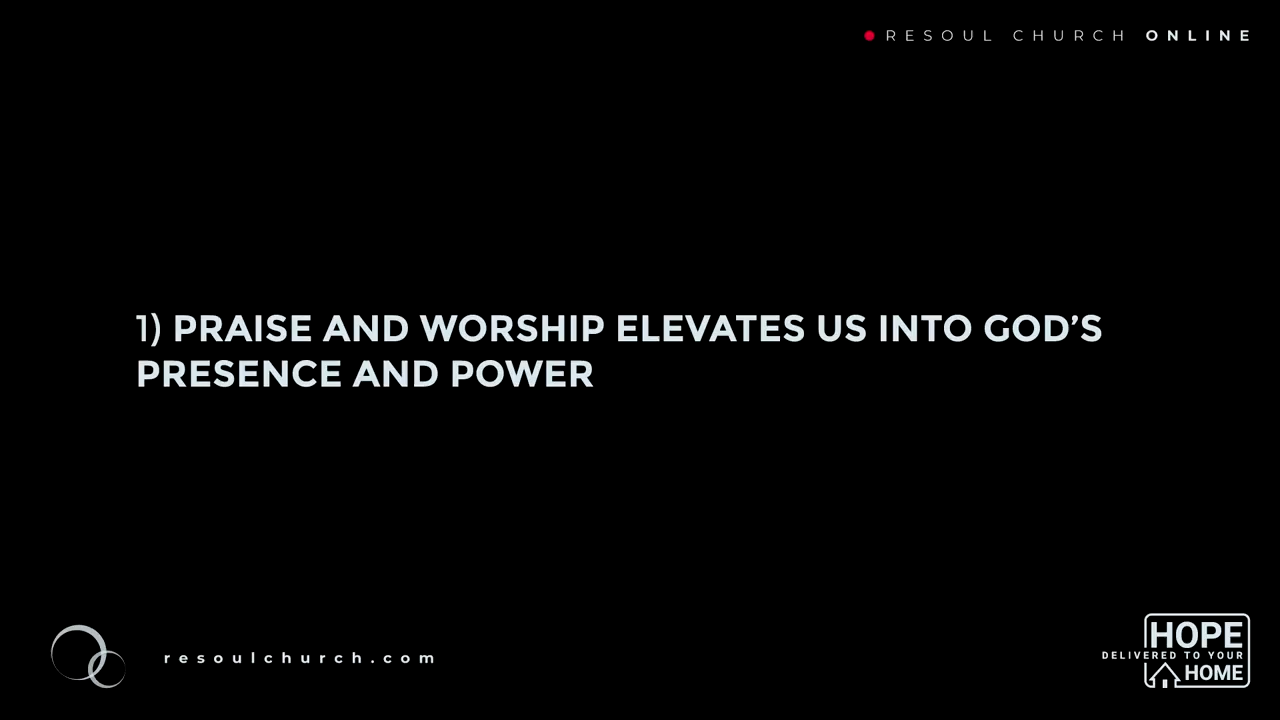 RESOUL CHURCH ONLINE
1) PRAISE AND WORSHIP ELEVATES US INTO GOD’S
PRESENCE AND POWER
resoulchurch.com
HOPE
DELIVERED TO YOUR
HOME